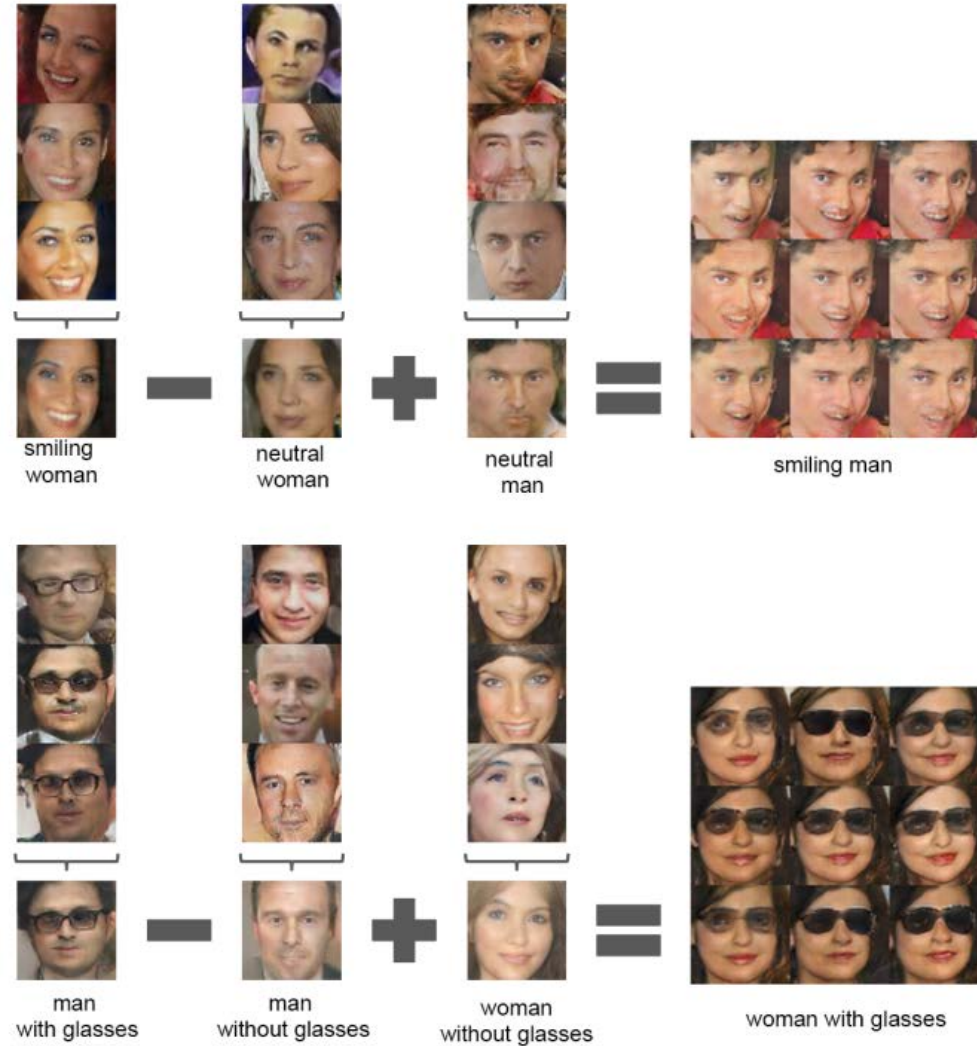 smiling
woman
neutral
woman
neutral
man
smiling man
man
with glasses
man
without glasses
woman
without glasses
woman with glasses